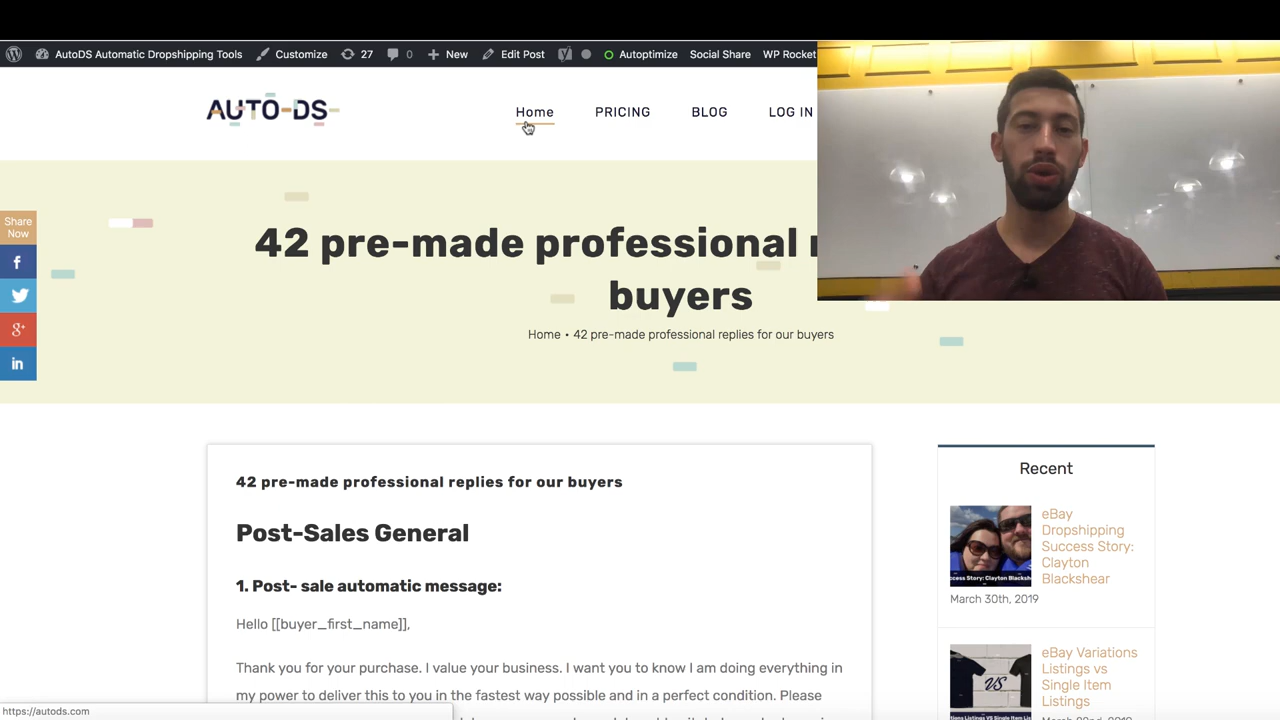 AutoDS Automatic Dropshipping Tools Customize 27 0 New Edit Post Autoptimize Social Share WP Rocket
AUTO-DS
Home PRICING BLOG LOG IN
Share
Now
42 pre-made professional
buyers
Home • 42 pre-made professional replies for our buyers
42 pre-made professional replies for our buyers
Post-Sales General
1. Post- sale automatic message:
Hello [[buyer_first_name]],
Thank you for your purchase. I value your business. I want you to know I am doing everything in
my power to deliver this to you in the fastest way possible and in a perfect condition. Please
Recent
eBay
Dropshipping
Success Story:
Clayton
Blackshear
cess Story: Clayton Blacksh
March 30th, 2019
eBay Variations
Listings vs
Single Item
Listings
VS
https://autods.com